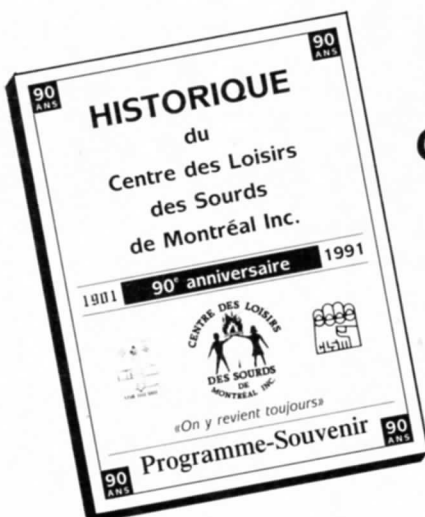 90
ANS
90
ANS
HISTORIQUE
du
Centre des Loisirs
des Sourds
de Montréal Inc.
1901
90e anniversaire
1991
CENTRE DES LOISIRS
DES SOURDS
DE
MONTRÉAL INC.
«On y revient toujours»
90
ANS
Programme-Souvenir
90
ANS